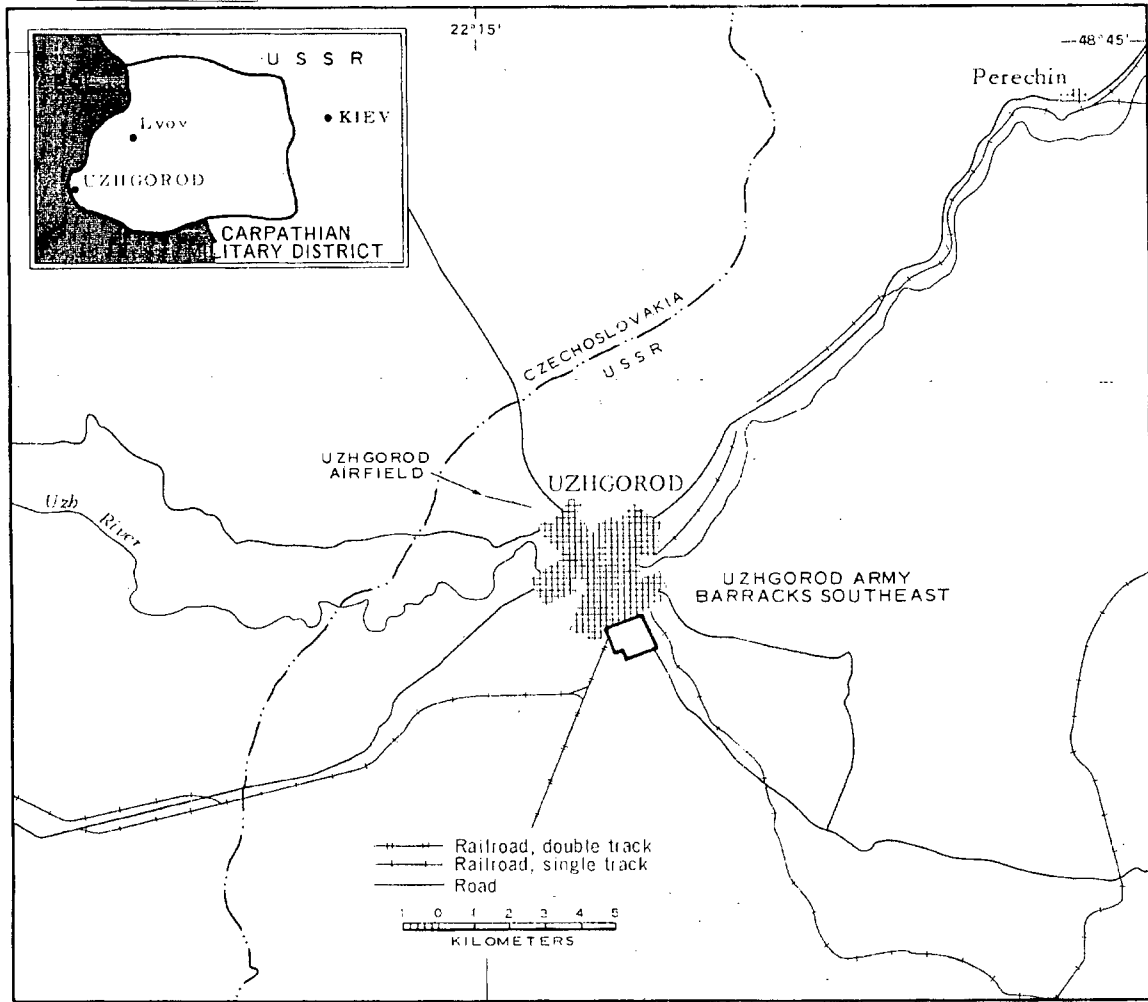 22°15'
48°45'
U S S R
KIEV
Lvov
UZHGOROD
CARPATHIAN
MILITARY DISTRICT
Perechin
CZECHOSLOVAKIA
USSR
UZHGOROD
AIRFIELD
UZHGOROD
Uzh
River
UZHGOROD ARMY
BARRACKS SOUTHEAST
Railroad, double track
Railroad, single track
Road
1 0 1 2 3 4 5
KILOMETERS